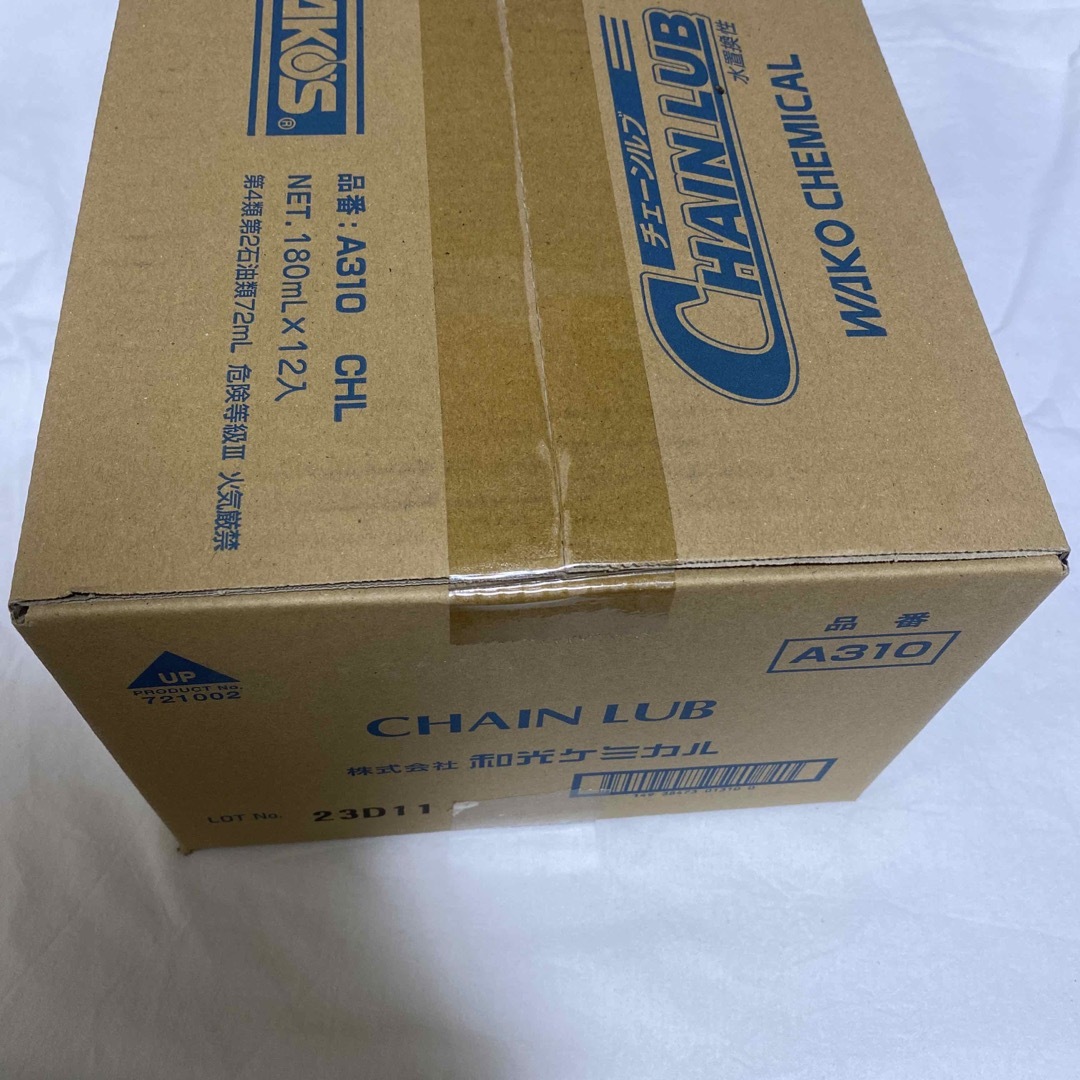 AKO'S®
品番：A310 CHL
NET. 180mL×12入
第4類第2石油類72mL 危険等級Ⅲ 火気厳禁
チェーンルブ
CHAIN LUB
水置換性
WAKO CHEMICAL
UP
PRODUCT No.
721002
品番
A310
CHAIN LUB
株式会社 和光ケミカル
LOT No. 23D11